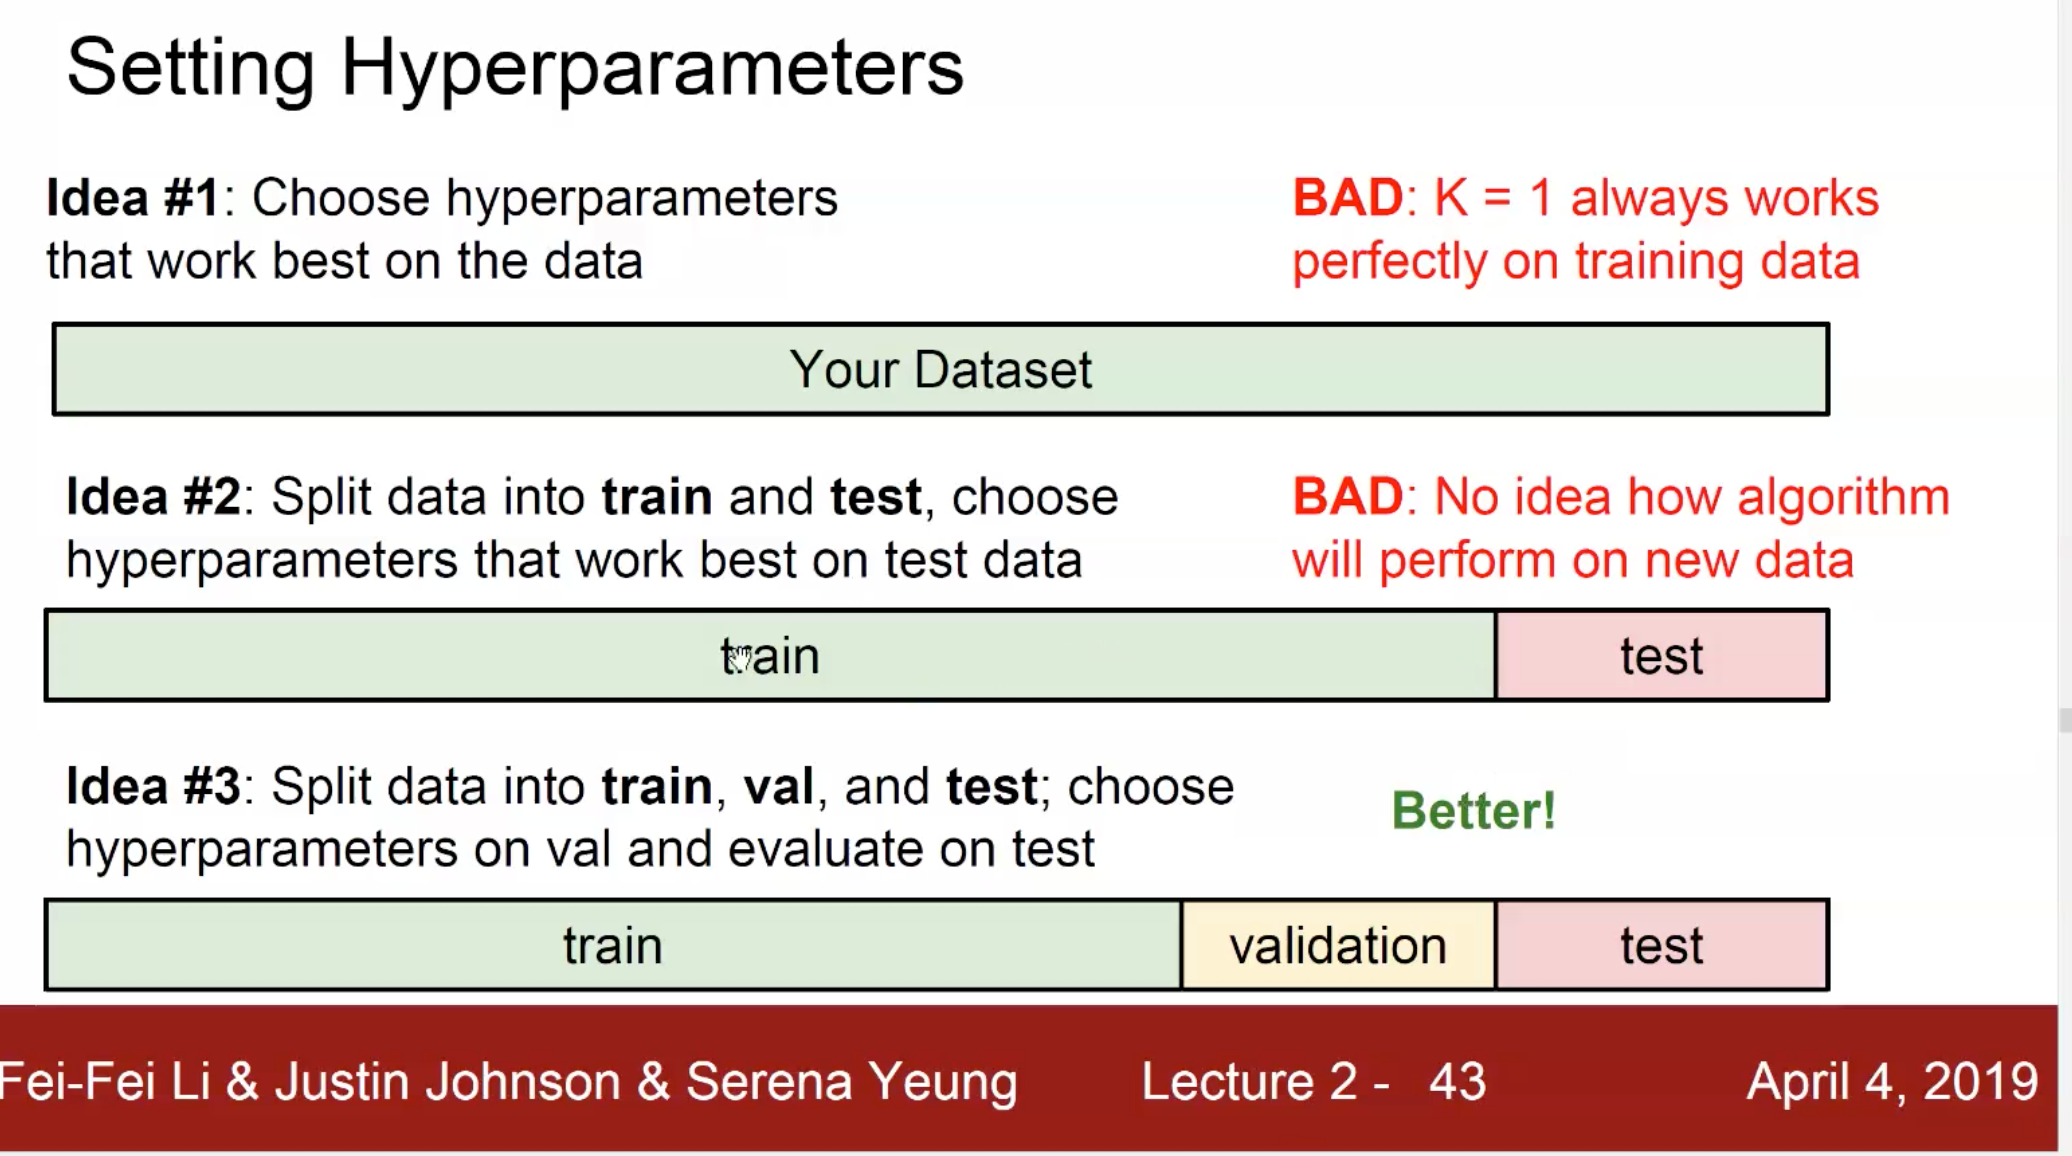 Setting Hyperparameters
Idea #1: Choose hyperparameters
that work best on the data
BAD: K = 1 always works
perfectly on training data
Your Dataset
Idea #2: Split data into train and test, choose
hyperparameters that work best on test data
BAD: No idea how algorithm
will perform on new data
train
test
Idea #3: Split data into train, val, and test; choose
hyperparameters on val and evaluate on test
Better!
train
validation
test
Fei-Fei Li & Justin Johnson & Serena Yeung
Lecture 2 - 43
April 4, 2019